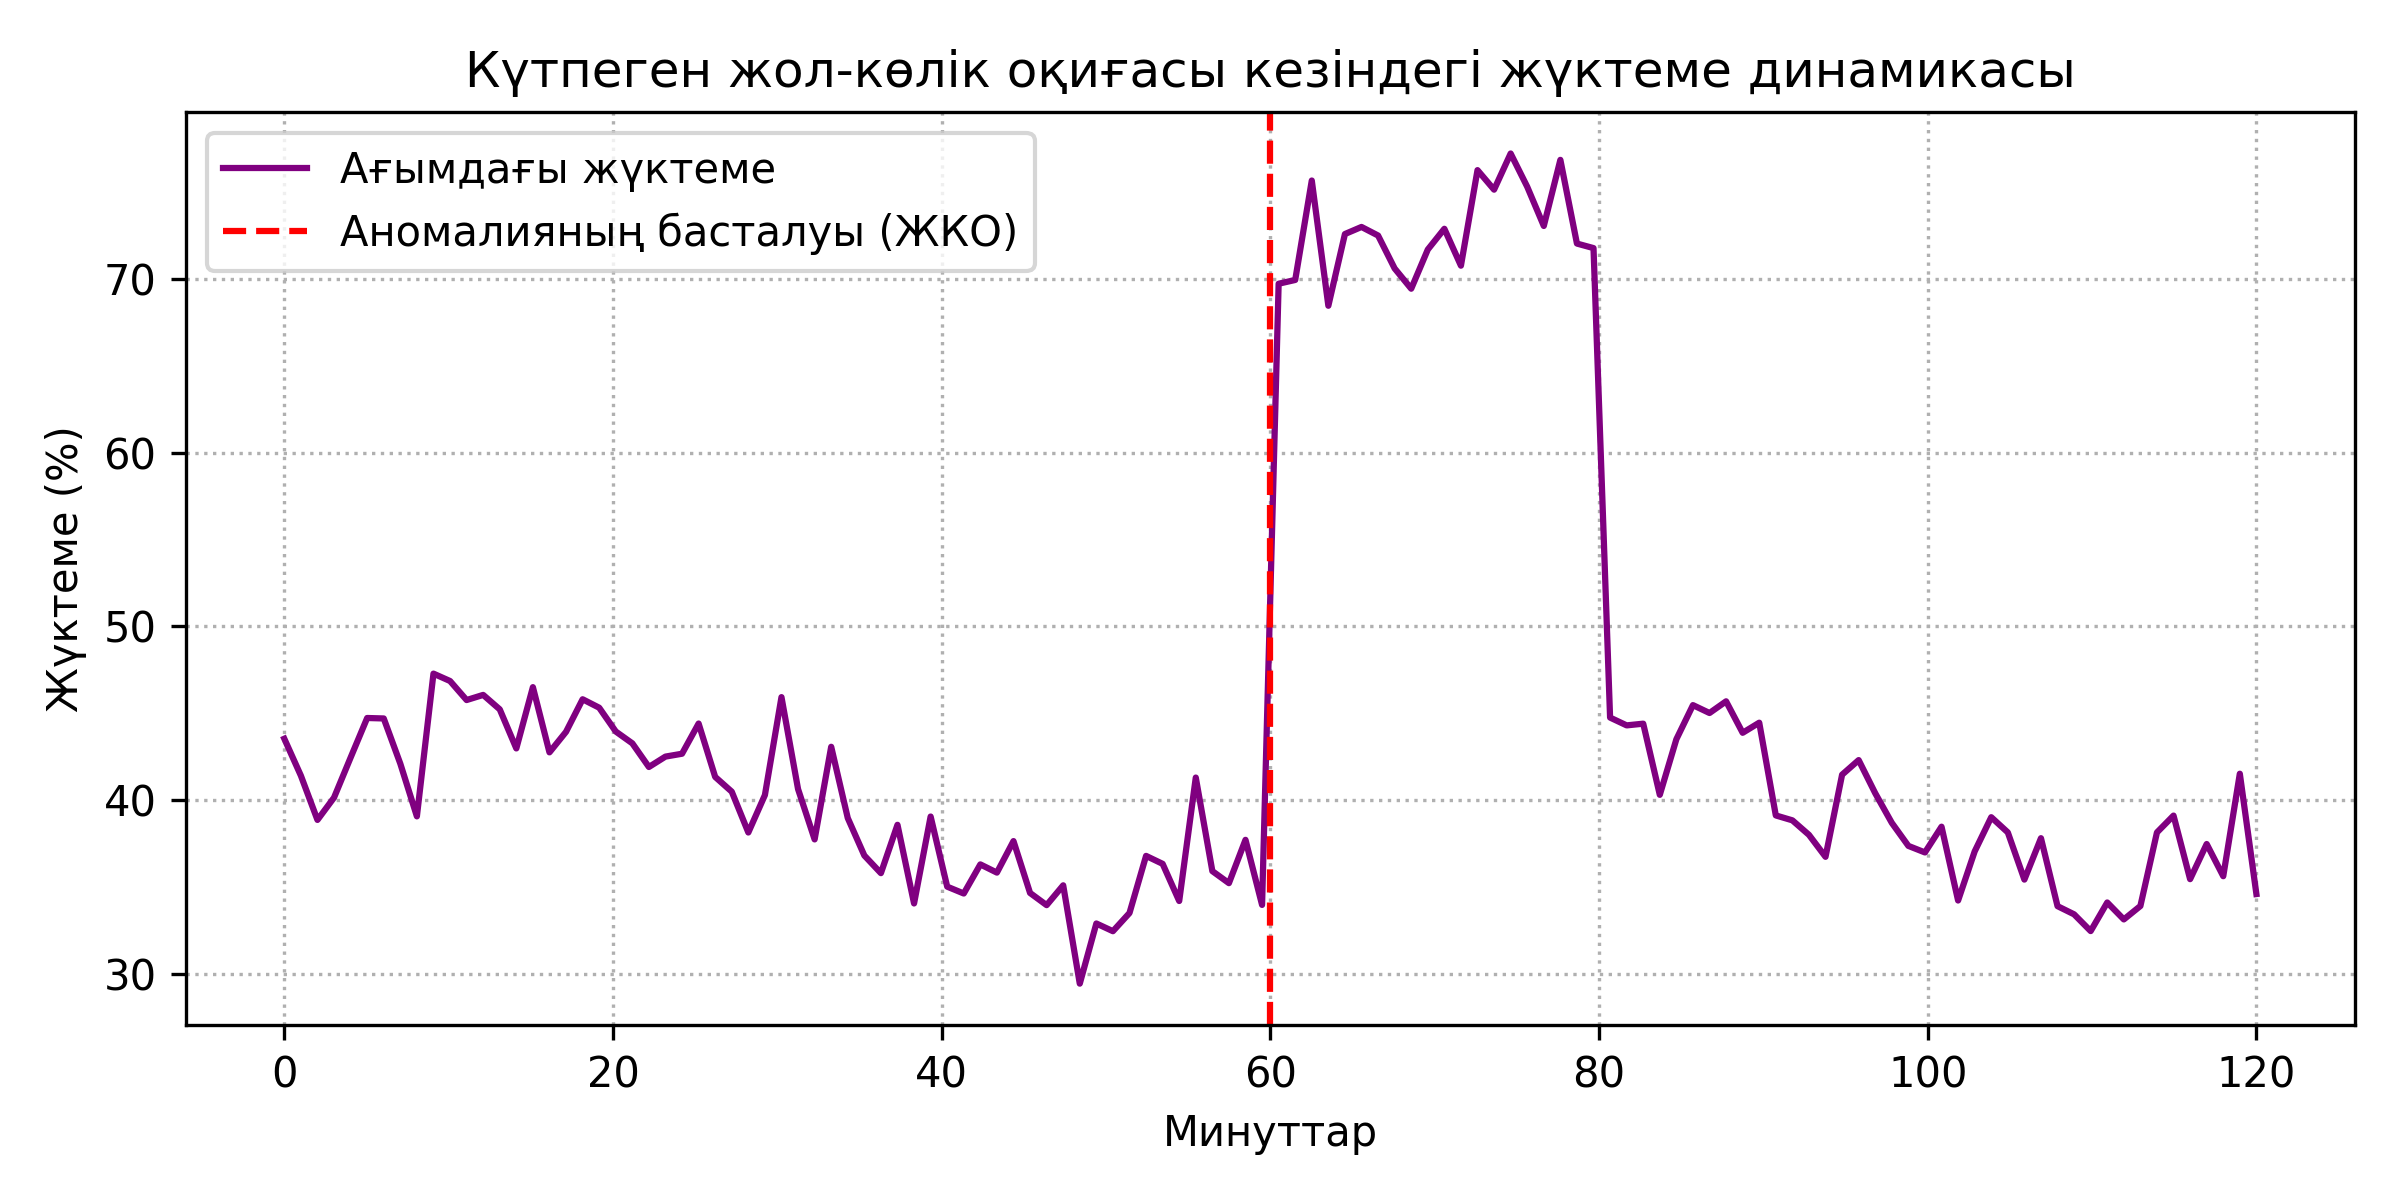 Күтпеген жол-көлік оқиғасы кезіндегі жүктеме динамикасы
Ағымдағы жүктеме
Аномалияның басталуы (ЖКО)
Жүктеме (%)
70
60
50
40
30
0 20 40 60 80 100 120
Минуттар